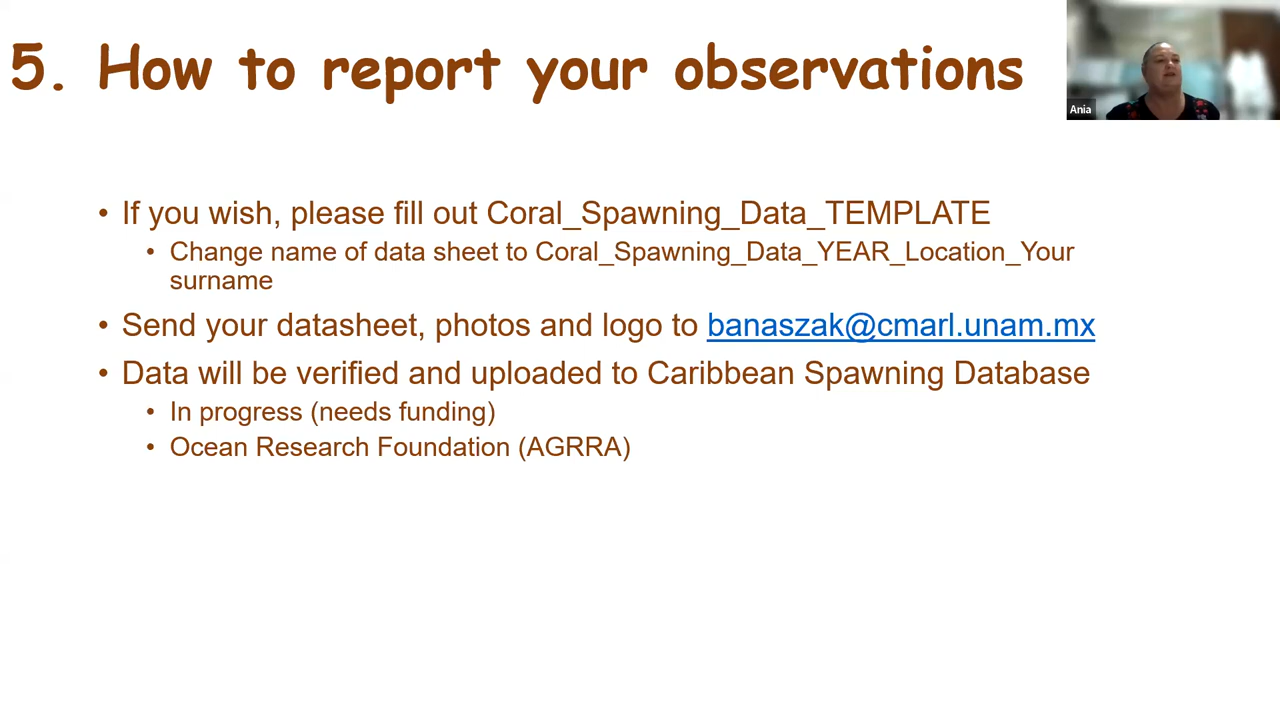 5. How to report your observations
Ania
• If you wish, please fill out Coral_Spawning_Data_TEMPLATE
• Change name of data sheet to Coral_Spawning_Data_YEAR_Location_Your
surname
• Send your datasheet, photos and logo to banaszak@cmarl.unam.mx
• Data will be verified and uploaded to Caribbean Spawning Database
• In progress (needs funding)
• Ocean Research Foundation (AGRRA)